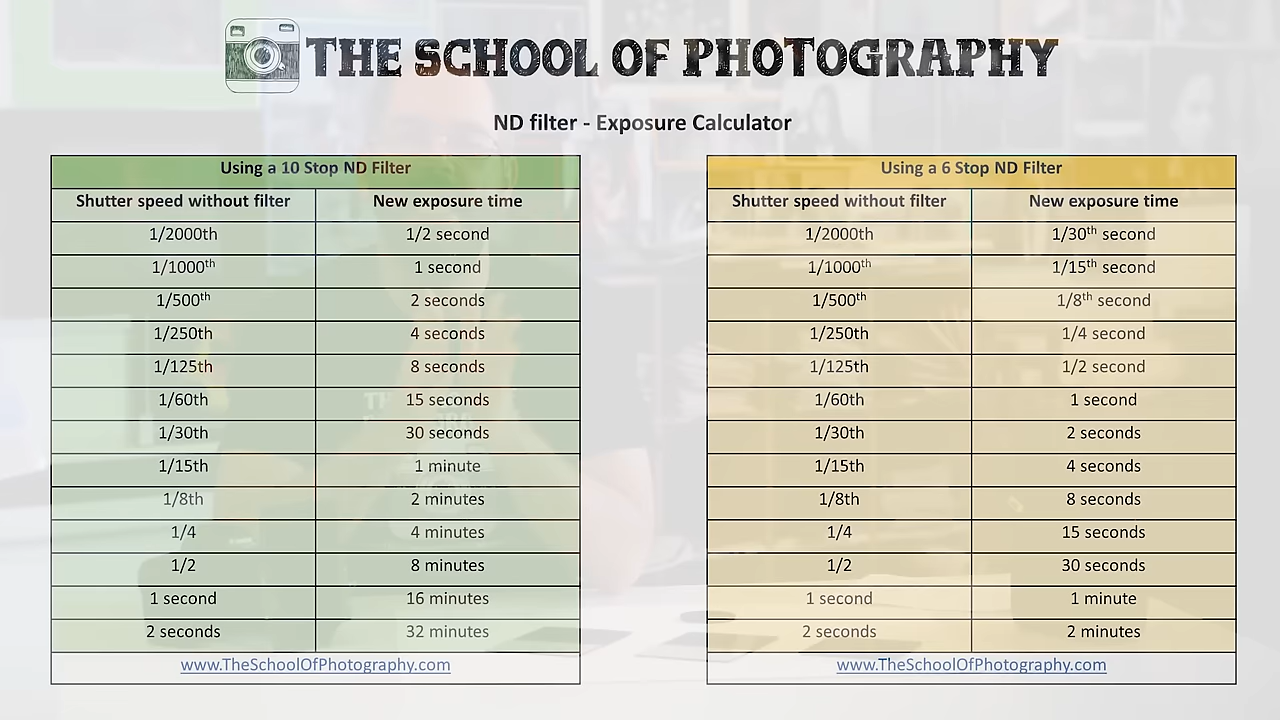 THE SCHOOL OF PHOTOGRAPHY
ND filter - Exposure Calculator
Using a 10 Stop ND Filter
Shutter speed without filter New exposure time
1/2000th 1/2 second
1/1000th 1 second
1/500th 2 seconds
1/250th 4 seconds
1/125th 8 seconds
1/60th 15 seconds
1/30th 30 seconds
1/15th 1 minute
1/8th 2 minutes
1/4 4 minutes
1/2 8 minutes
1 second 16 minutes
2 seconds 32 minutes
www.TheSchoolOfPhotography.com
Using a 6 Stop ND Filter
Shutter speed without filter New exposure time
1/2000th 1/30th second
1/1000th 1/15th second
1/500th 1/8th second
1/250th 1/4 second
1/125th 1/2 second
1/60th 1 second
1/30th 2 seconds
1/15th 4 seconds
1/8th 8 seconds
1/4 15 seconds
1/2 30 seconds
1 second 1 minute
2 seconds 2 minutes
www.TheSchoolOfPhotography.com